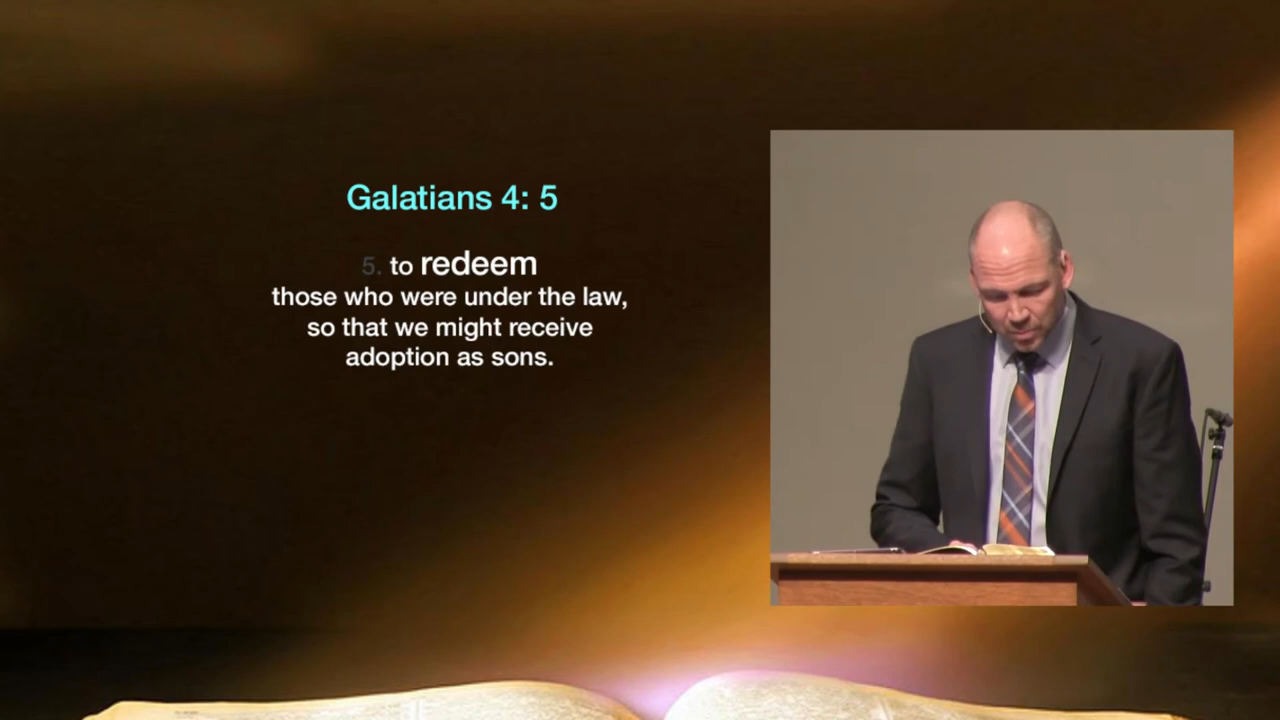 Galatians 4: 5
5. to redeem
those who were under the law,
so that we might receive
adoption as sons.